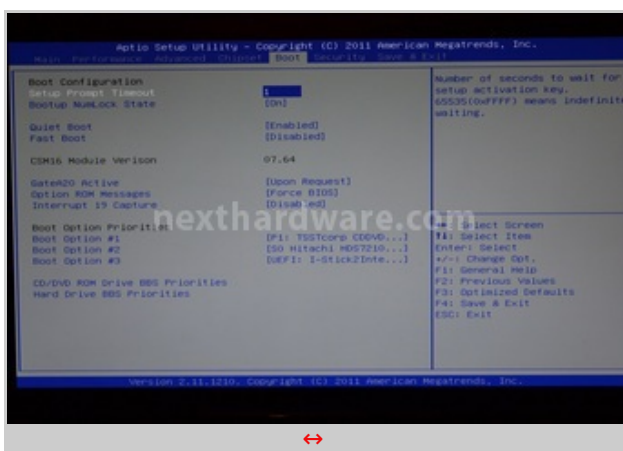 Aptio Setup Utility - Copyright (C) 2011 American Megatrends, Inc.
Main Performance Advanced Chipset Boot Security Save & Exit
Boot Configuration
Setup Prompt Timeout 1
Bootup NumLock State [On]
Quiet Boot [Enabled]
Fast Boot [Disabled]
CSM16 Module Verison 07.64
GateA20 Active [Upon Request]
Option ROM Messages [Force BIOS]
Interrupt 19 Capture [Disabled]
Boot Option Priorities
Boot Option #1 [P1: TSSTcorp CDDVD...]
Boot Option #2 [S0 Hitachi HDS7210...]
Boot Option #3 [UEFI: I-Stick2Inte...]
CD/DVD ROM Drive BBS Priorities
Hard Drive BBS Priorities
Number of seconds to wait for
setup activation key.
65535(0xFFFF) means indefinite
waiting.
Select Screen
↑↓: Select Item
Enter: Select
+/-: Change Opt.
F1: General Help
F2: Previous Values
F3: Optimized Defaults
F4: Save & Exit
ESC: Exit
nexthardware.com
Version 2.11.1210. Copyright (C) 2011 American Megatrends, Inc.